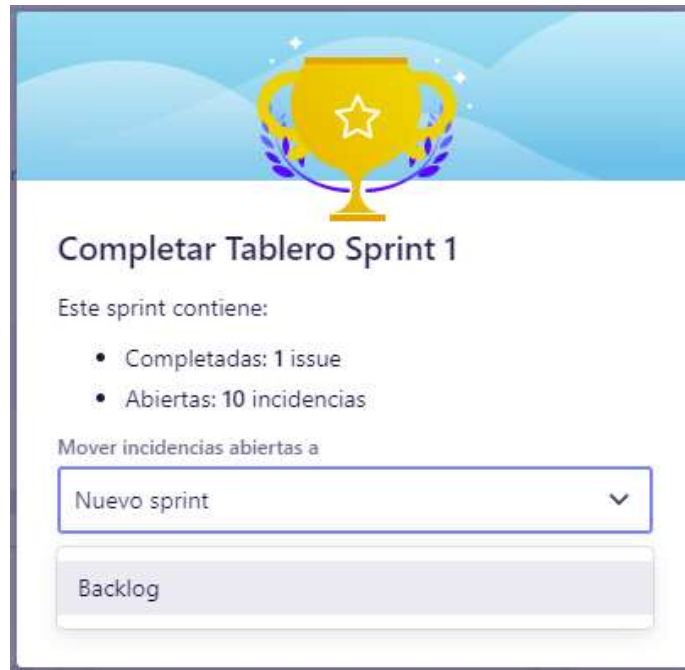 Completar Tablero Sprint 1
Este sprint contiene:
Completadas: 1 issue
Abiertas: 10 incidencias
Mover incidencias abiertas a
Nuevo sprint
Backlog